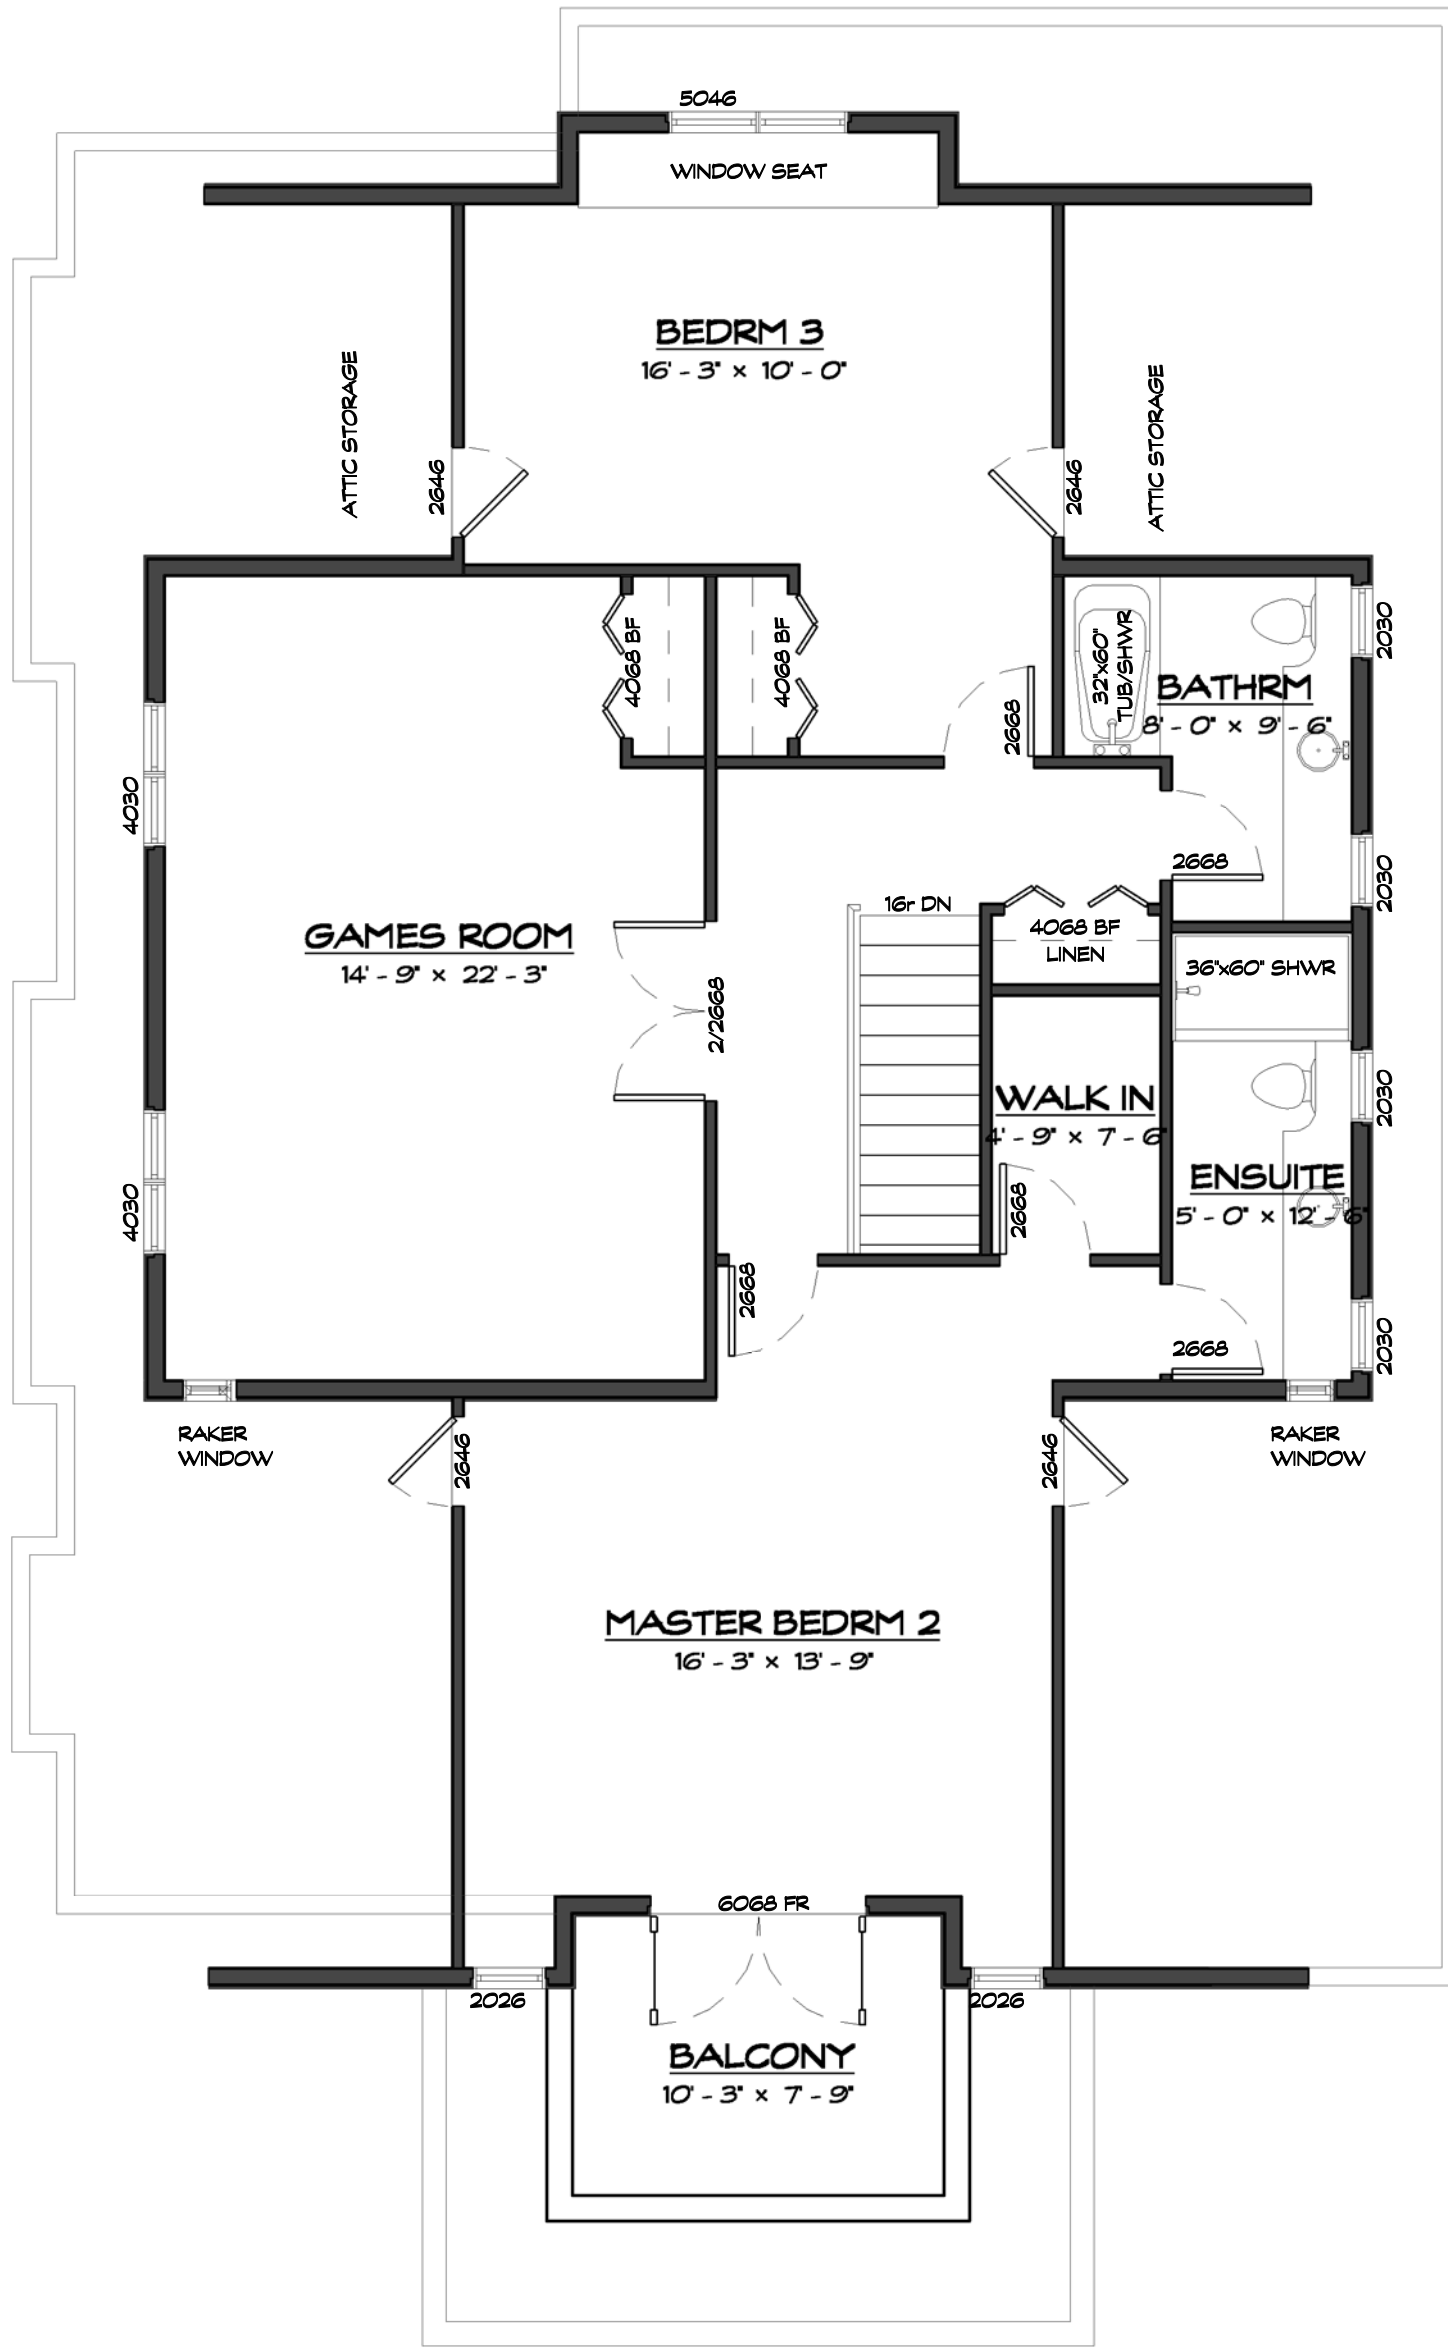 5046
WINDOW SEAT
BEDRM 3
16' - 3" x 10' - 0"
ATTIC STORAGE
ATTIC STORAGE
2646
2646
4068 BF
4068 BF
2668
32"x60"
TUB/SHWR
BATHRM
8' - 0" x 9' - 6"
2030
4030
2668
2030
16r DN
4068 BF
LINEN
GAMES ROOM
14' - 9" x 22' - 3"
36"x60" SHWR
2/2668
WALK IN
4' - 9" x 7' - 6"
2030
ENSUITE
5' - 0" x 12' - 6"
4030
2668
2668
2668
2030
RAKER
WINDOW
2646
2646
RAKER
WINDOW
MASTER BEDRM 2
16' - 3" x 13' - 9"
6068 FR
2026
2026
BALCONY
10' - 3" x 7' - 9"